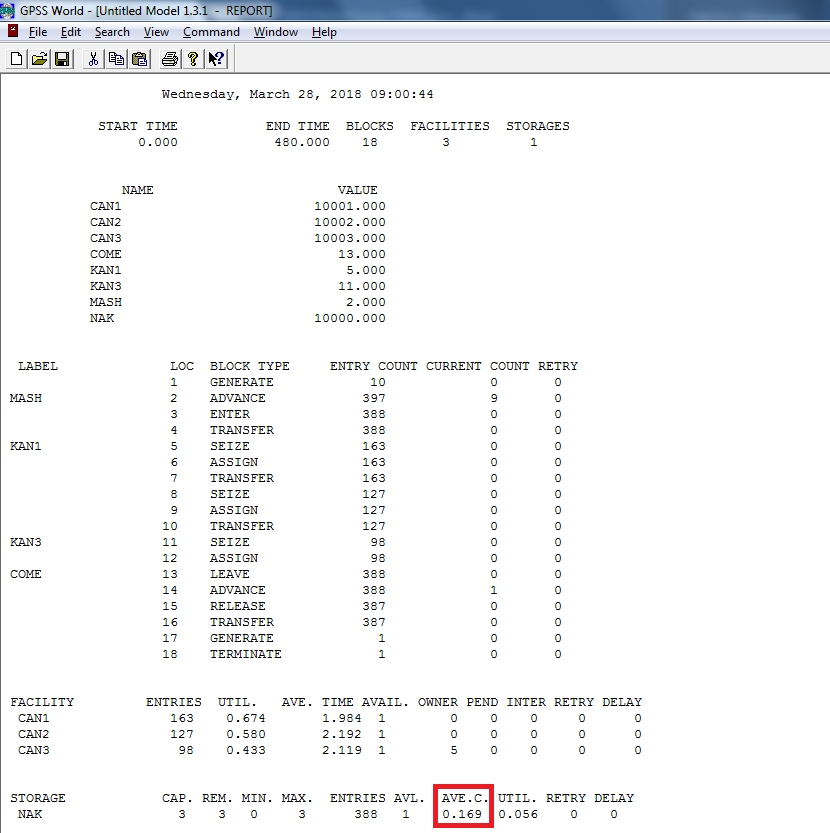 GPSS World - [Untitled Model 1.3.1 - REPORT]
File Edit Search View Command Window Help
Wednesday, March 28, 2018 09:00:44
START TIME END TIME BLOCKS FACILITIES STORAGES
0.000 480.000 18 3 1
NAME VALUE
CAN1 10001.000
CAN2 10002.000
CAN3 10003.000
COME 13.000
KAN1 5.000
KAN3 11.000
MASH 2.000
NAK 10000.000
LABEL LOC BLOCK TYPE ENTRY COUNT CURRENT COUNT RETRY
1 GENERATE 10 0 0
MASH 2 ADVANCE 397 9 0
3 ENTER 388 0 0
4 TRANSFER 388 0 0
KAN1 5 SEIZE 163 0 0
6 ASSIGN 163 0 0
7 TRANSFER 163 0 0
8 SEIZE 127 0 0
9 ASSIGN 127 0 0
10 TRANSFER 127 0 0
KAN3 11 SEIZE 98 0 0
12 ASSIGN 98 0 0
COME 13 LEAVE 388 0 0
14 ADVANCE 388 1 0
15 RELEASE 387 0 0
16 TRANSFER 387 0 0
17 GENERATE 1 0 0
18 TERMINATE 1 0 0
FACILITY ENTRIES UTIL. AVE. TIME AVAIL. OWNER PEND INTER RETRY DELAY
CAN1 163 0.674 1.984 1 0 0 0 0 0
CAN2 127 0.580 2.192 1 0 0 0 0 0
CAN3 98 0.433 2.119 1 5 0 0 0 0
STORAGE CAP. REM. MIN. MAX. ENTRIES AVL. AVE.C. UTIL. RETRY DELAY
NAK 3 3 0 3 388 1 0.169 0.056 0 0